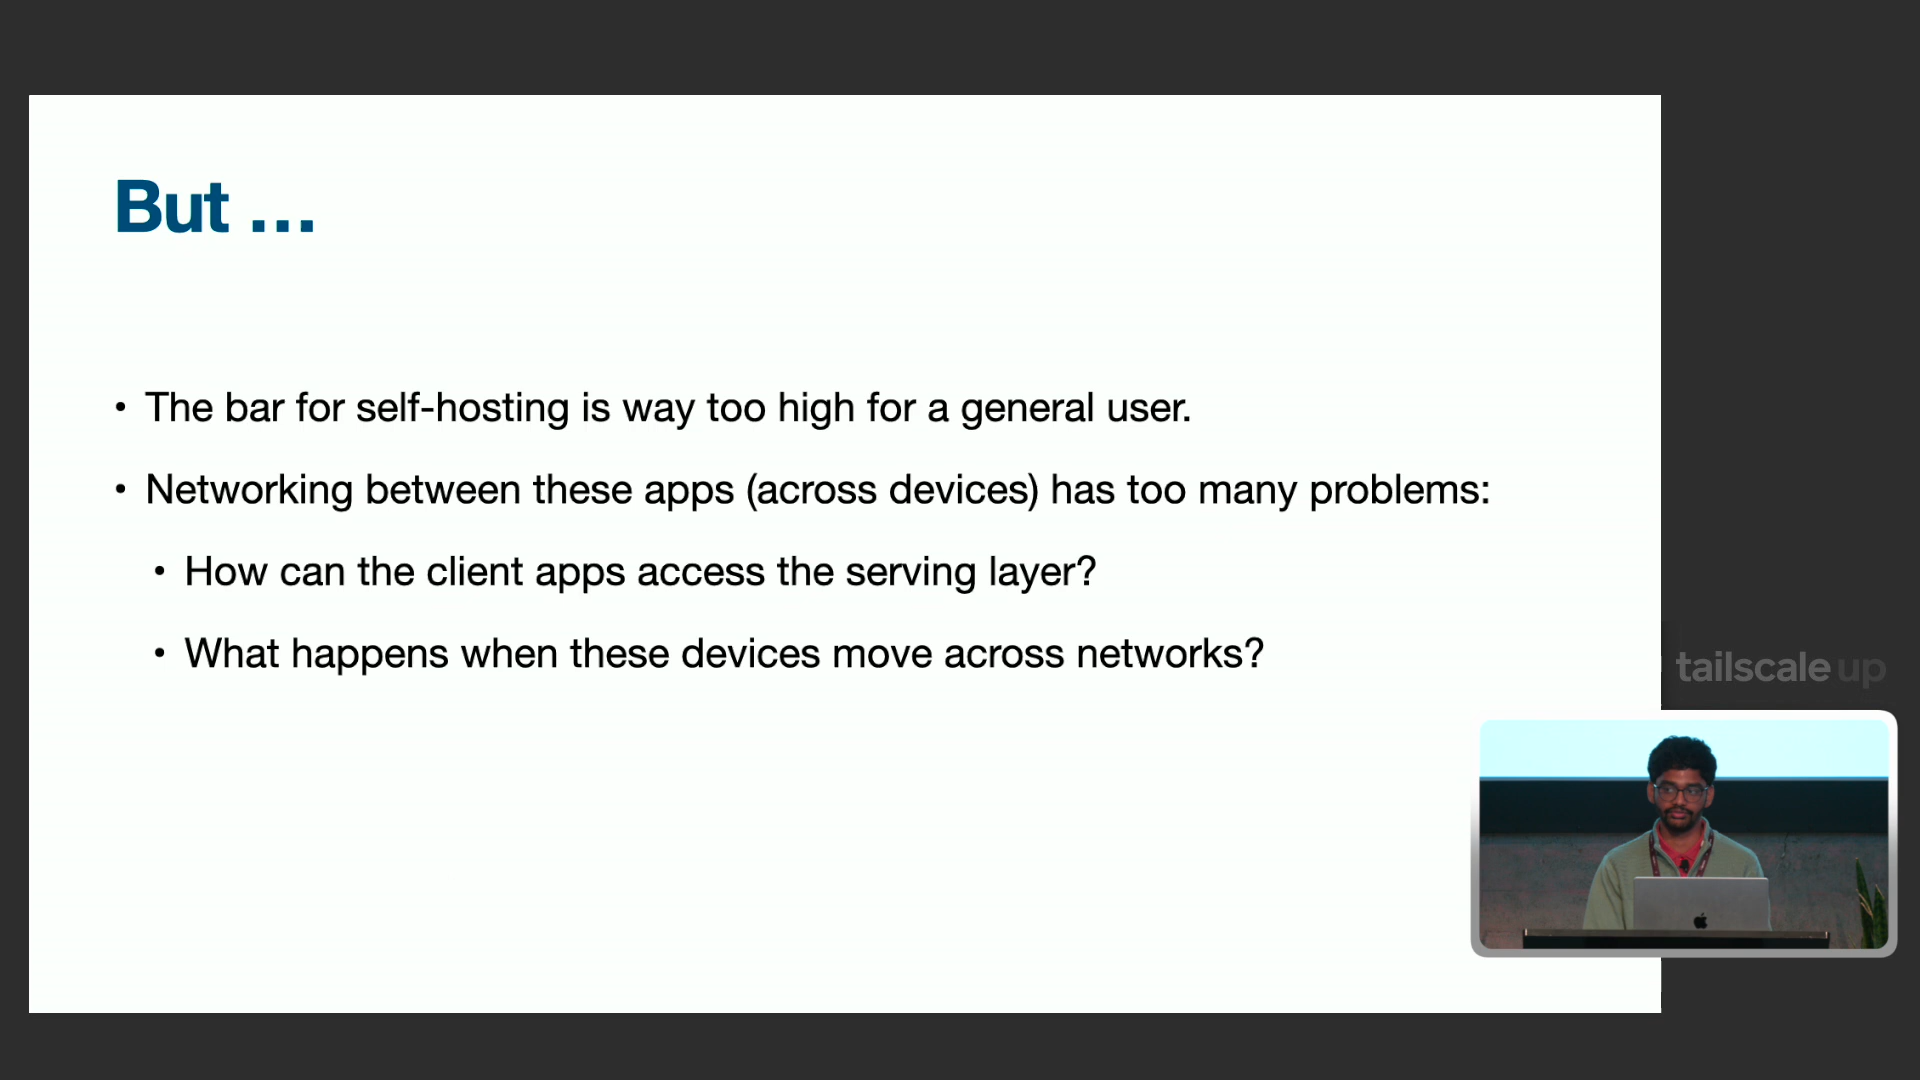 But ...
• The bar for self-hosting is way too high for a general user.
• Networking between these apps (across devices) has too many problems:
• How can the client apps access the serving layer?
• What happens when these devices move across networks?
tailscale up